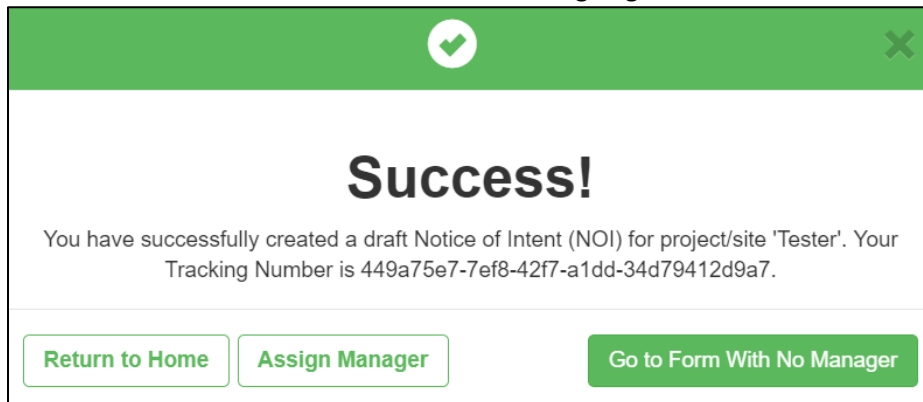 Success!
You have successfully created a draft Notice of Intent (NOI) for project/site 'Tester'. Your
Tracking Number is 449a75e7-7ef8-42f7-a1dd-34d79412d9a7.
Return to Home Assign Manager Go to Form With No Manager